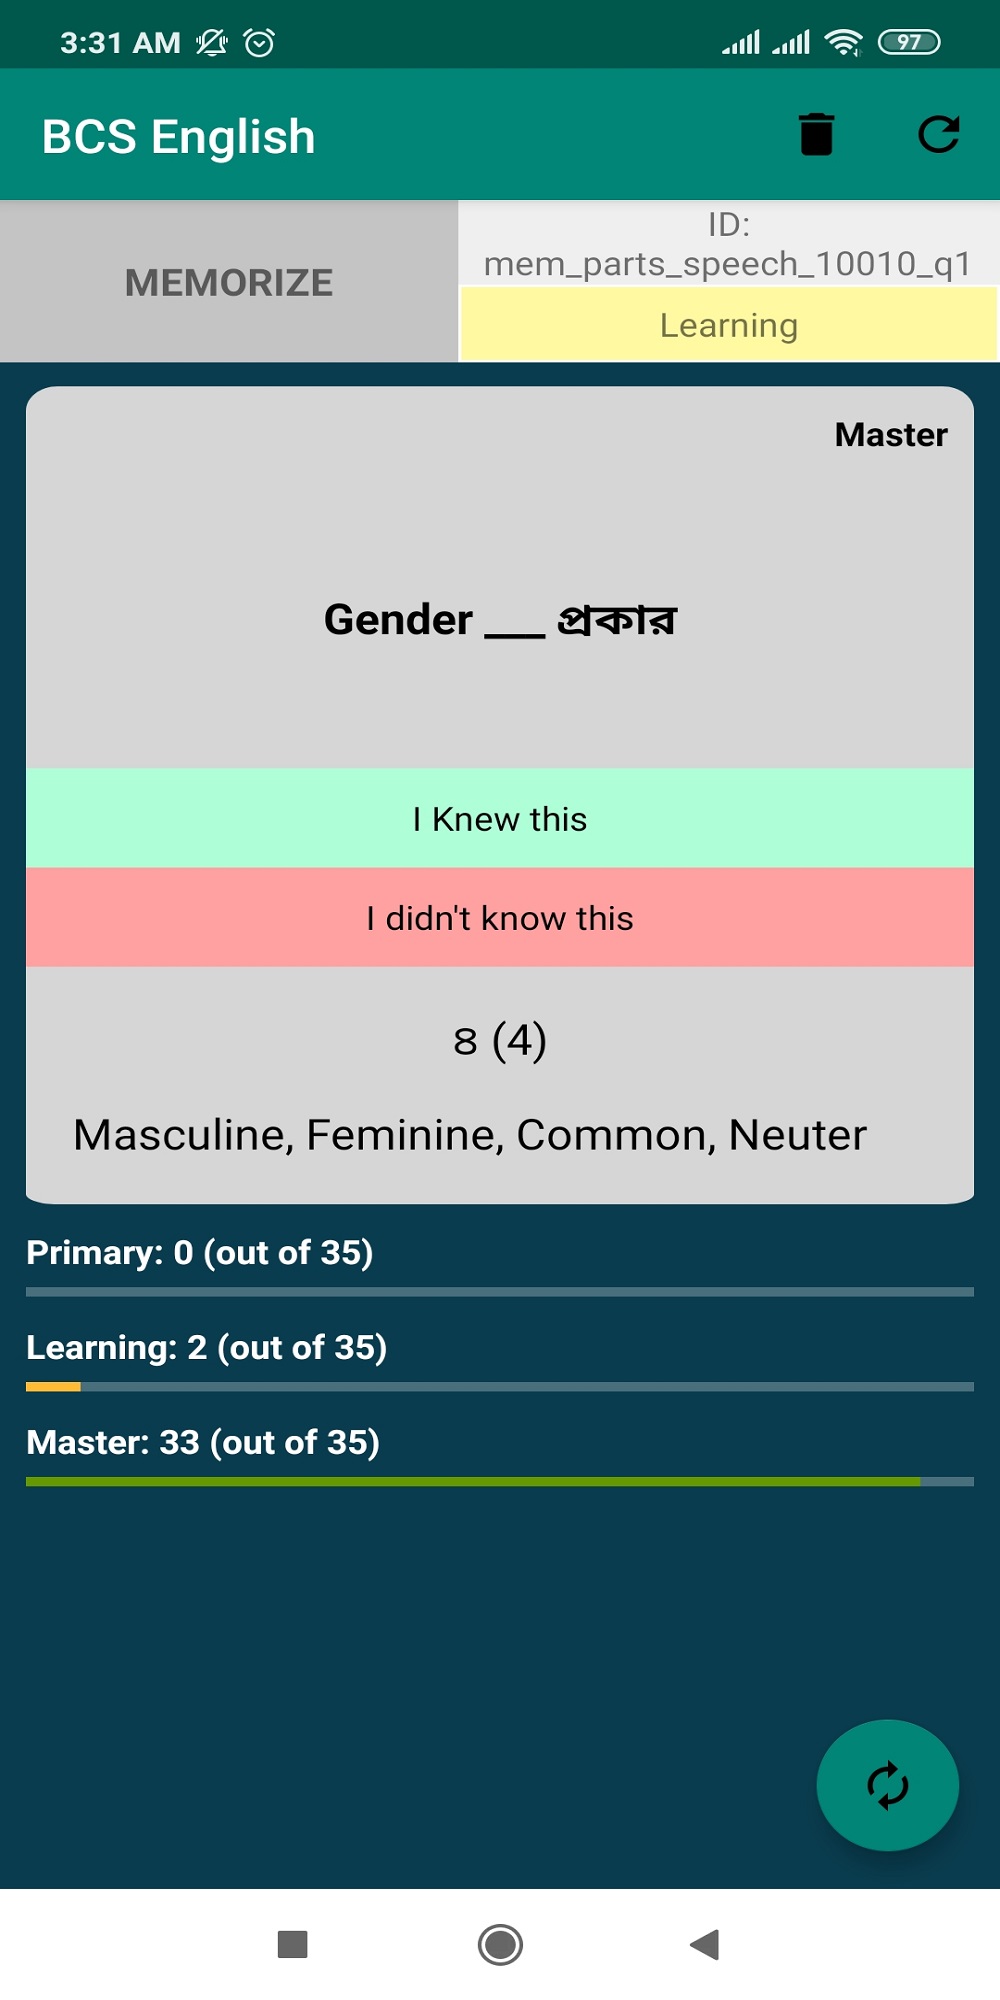 3:31 AM
97
BCS English
MEMORIZE
ID:
mem_parts_speech_10010_q1
Learning
Master
Gender ___ প্রকার
I Knew this
I didn't know this
৪ (4)
Masculine, Feminine, Common, Neuter
Primary: 0 (out of 35)
Learning: 2 (out of 35)
Master: 33 (out of 35)